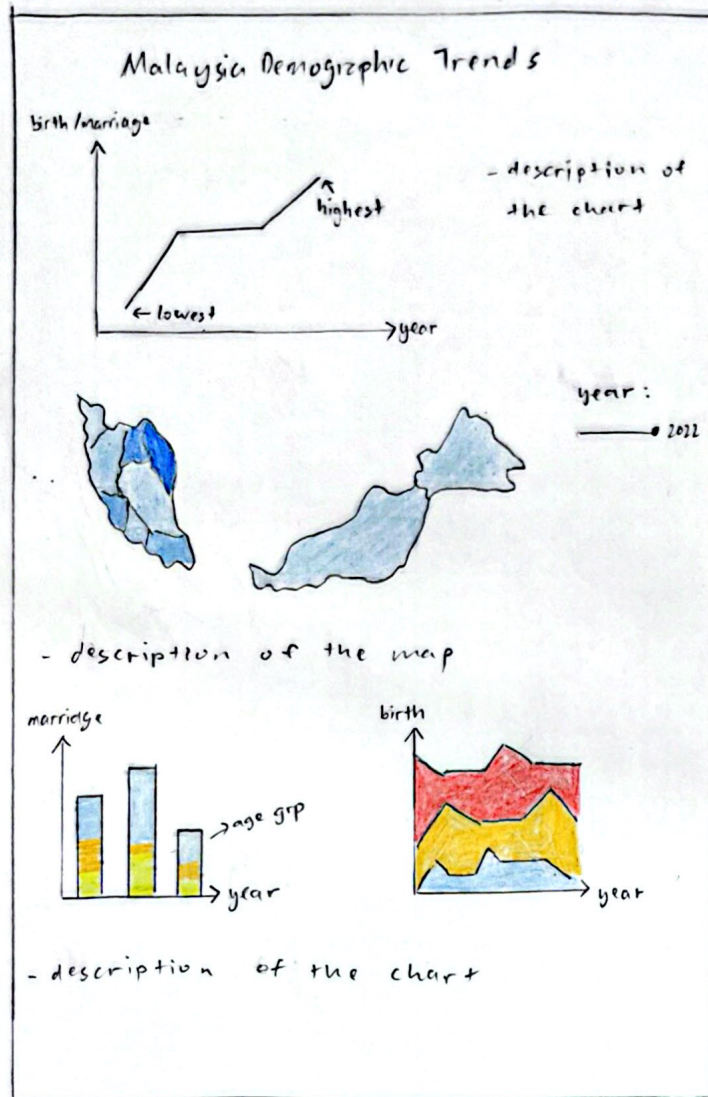 Malaysia Demographic Trends
birth/marriage
- description of
the chart
highest
lowest
year
year :
2022
- description of the map
marriage
birth
age grp
year
year
- description of the chart